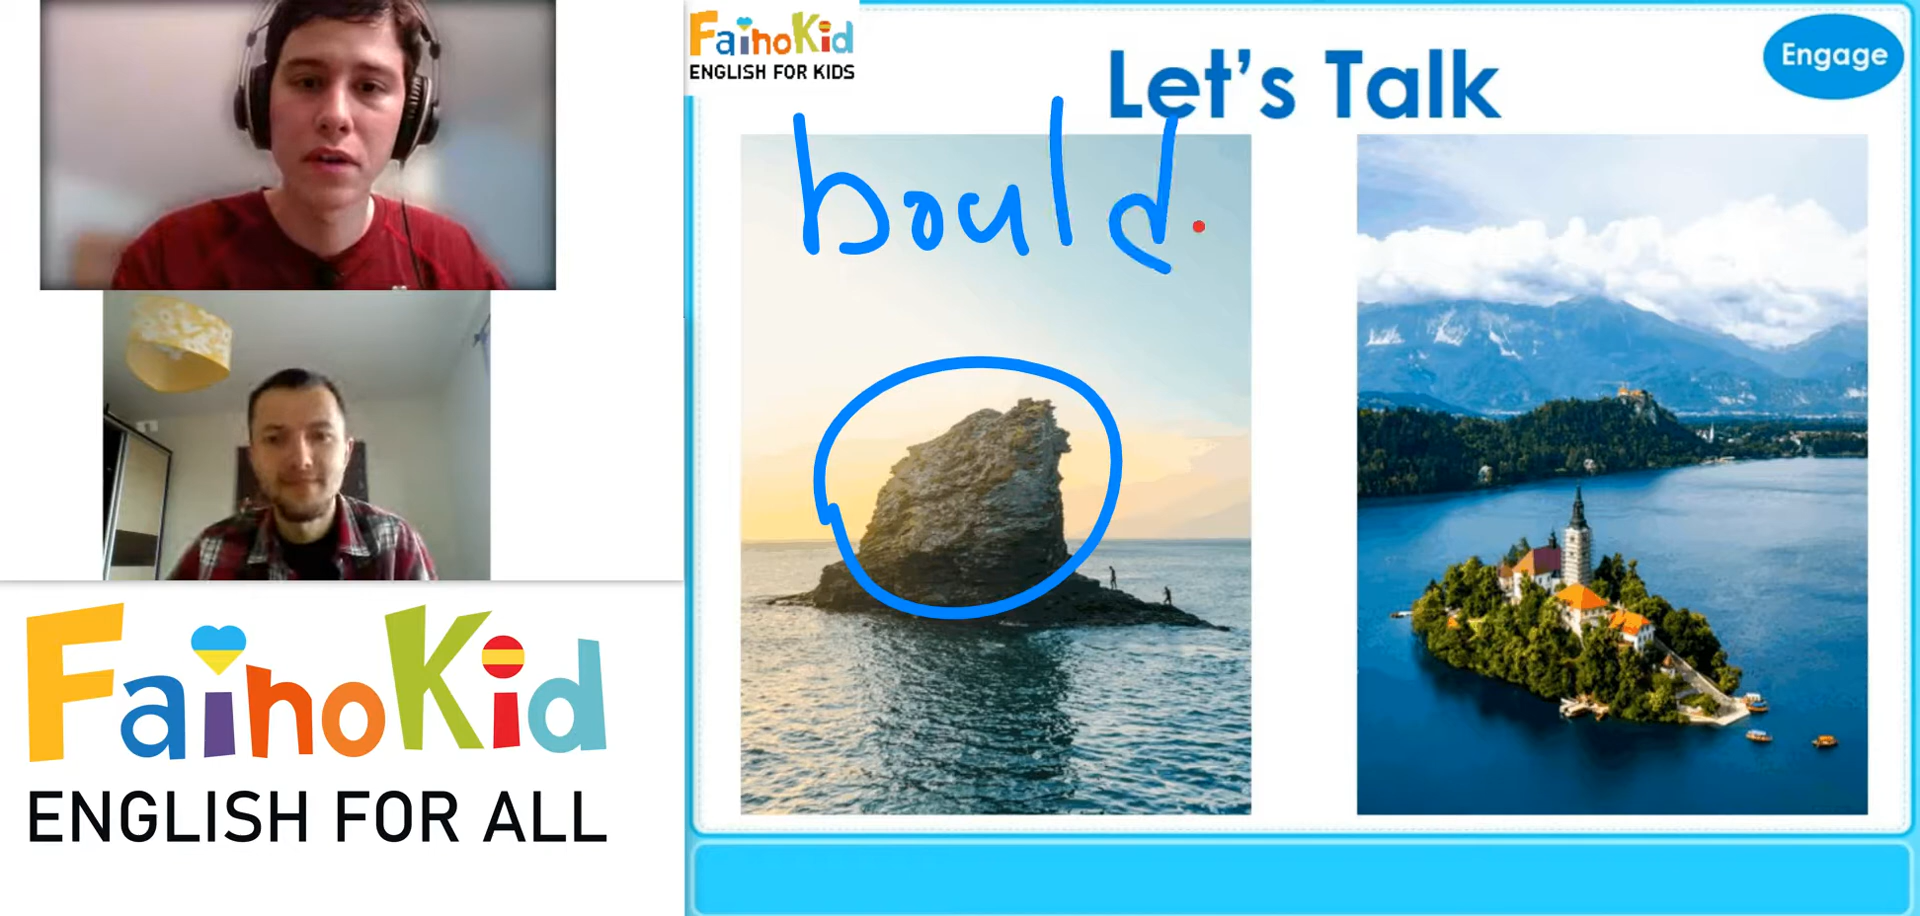 FainoKid
ENGLISH FOR KIDS
Let's Talk
Engage
bould
FainoKid
ENGLISH FOR ALL